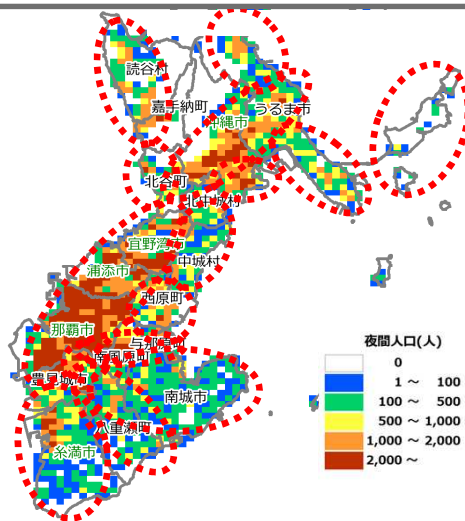 読谷村
嘉手納町
うるま市
沖縄市
北谷町
北中城村
宜野湾市
中城村
浦添市
西原町
那覇市
与那原町
南風原町
豊見城市
南城市
八重瀬町
糸満市
夜間人口(人)
0
1 ～ 100
100 ～ 500
500 ～ 1,000
1,000 ～ 2,000
2,000 ～